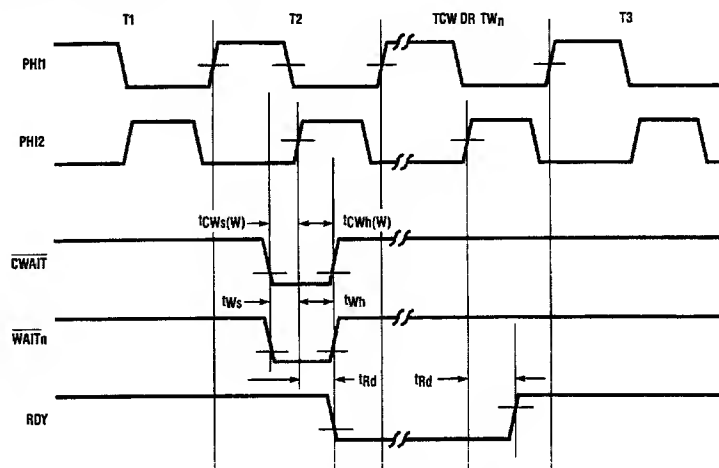 T1 T2 TCW OR TWn T3
PHI1
PHI2
tCWs(W) tCWh(W)
CWAIT
tWs tWh
WAITn
tRd tRd
RDY